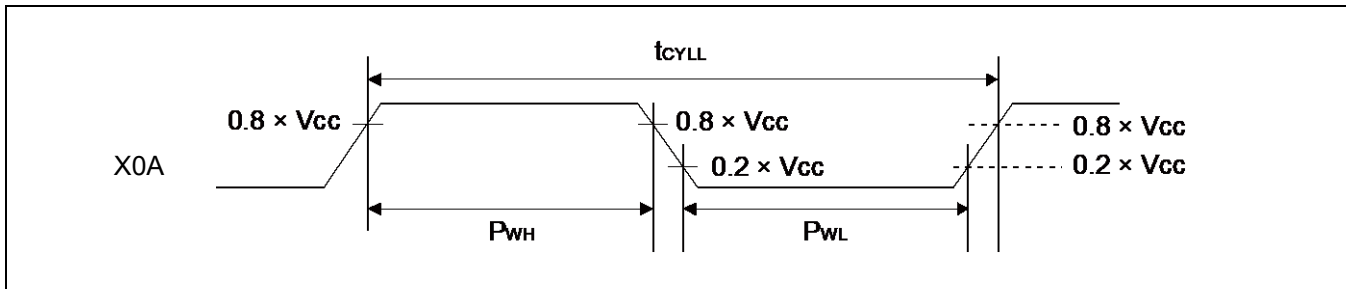 tCYLL
0.8 × Vcc
0.8 × Vcc
0.8 × Vcc
X0A
0.2 × Vcc
0.2 × Vcc
PWH
PWL